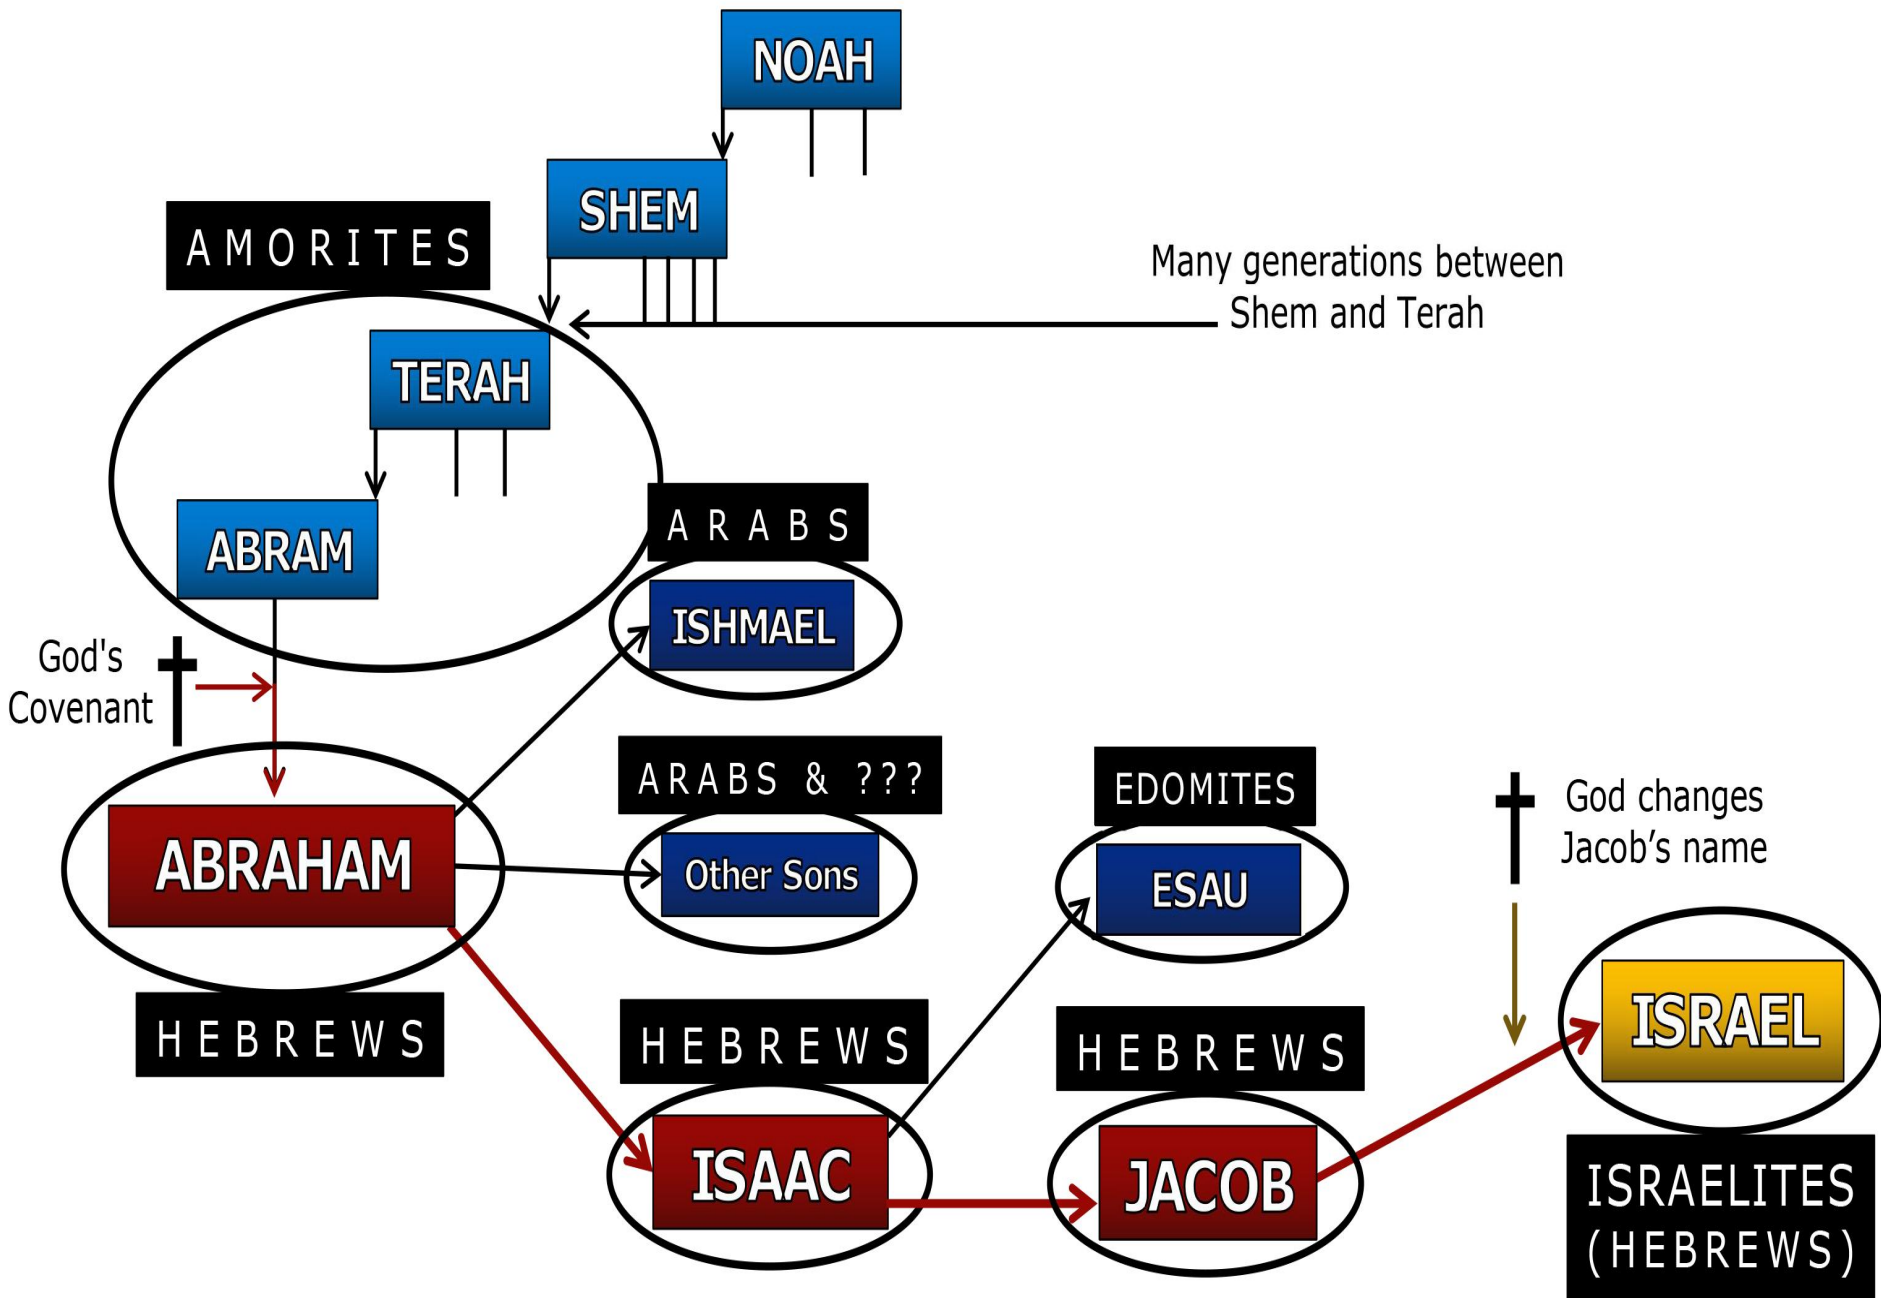 NOAH
SHEM
AMORITES
Many generations between
Shem and Terah
TERAH
ABRAM
ARABS
ISHMAEL
God's
Covenant
ARABS & ???
Other Sons
ABRAHAM
HEBREWS
EDOMITES
ESAU
God changes
Jacob’s name
HEBREWS
ISAAC
HEBREWS
JACOB
ISRAEL
ISRAELITES
(HEBREWS)